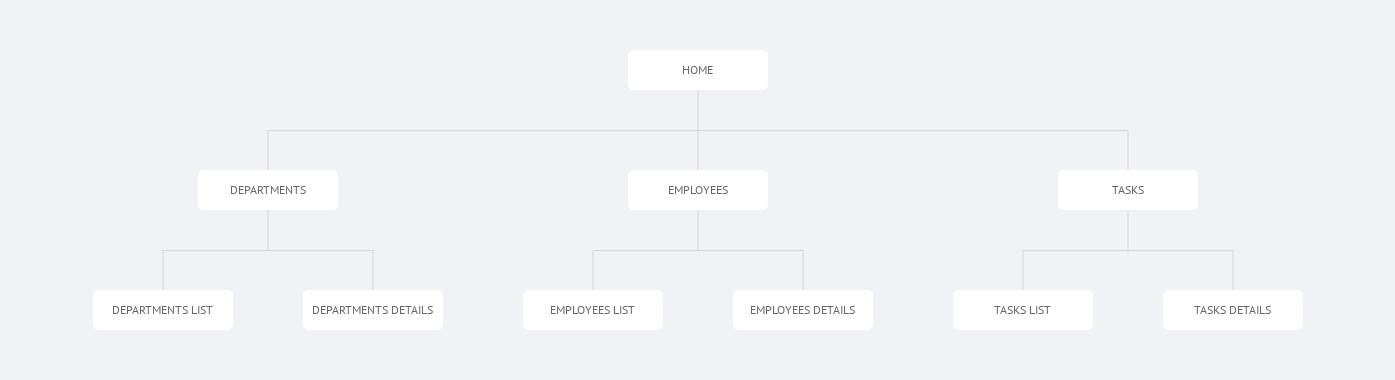 HOME
DEPARTMENTS
EMPLOYEES
TASKS
DEPARTMENTS LIST
DEPARTMENTS DETAILS
EMPLOYEES LIST
EMPLOYEES DETAILS
TASKS LIST
TASKS DETAILS